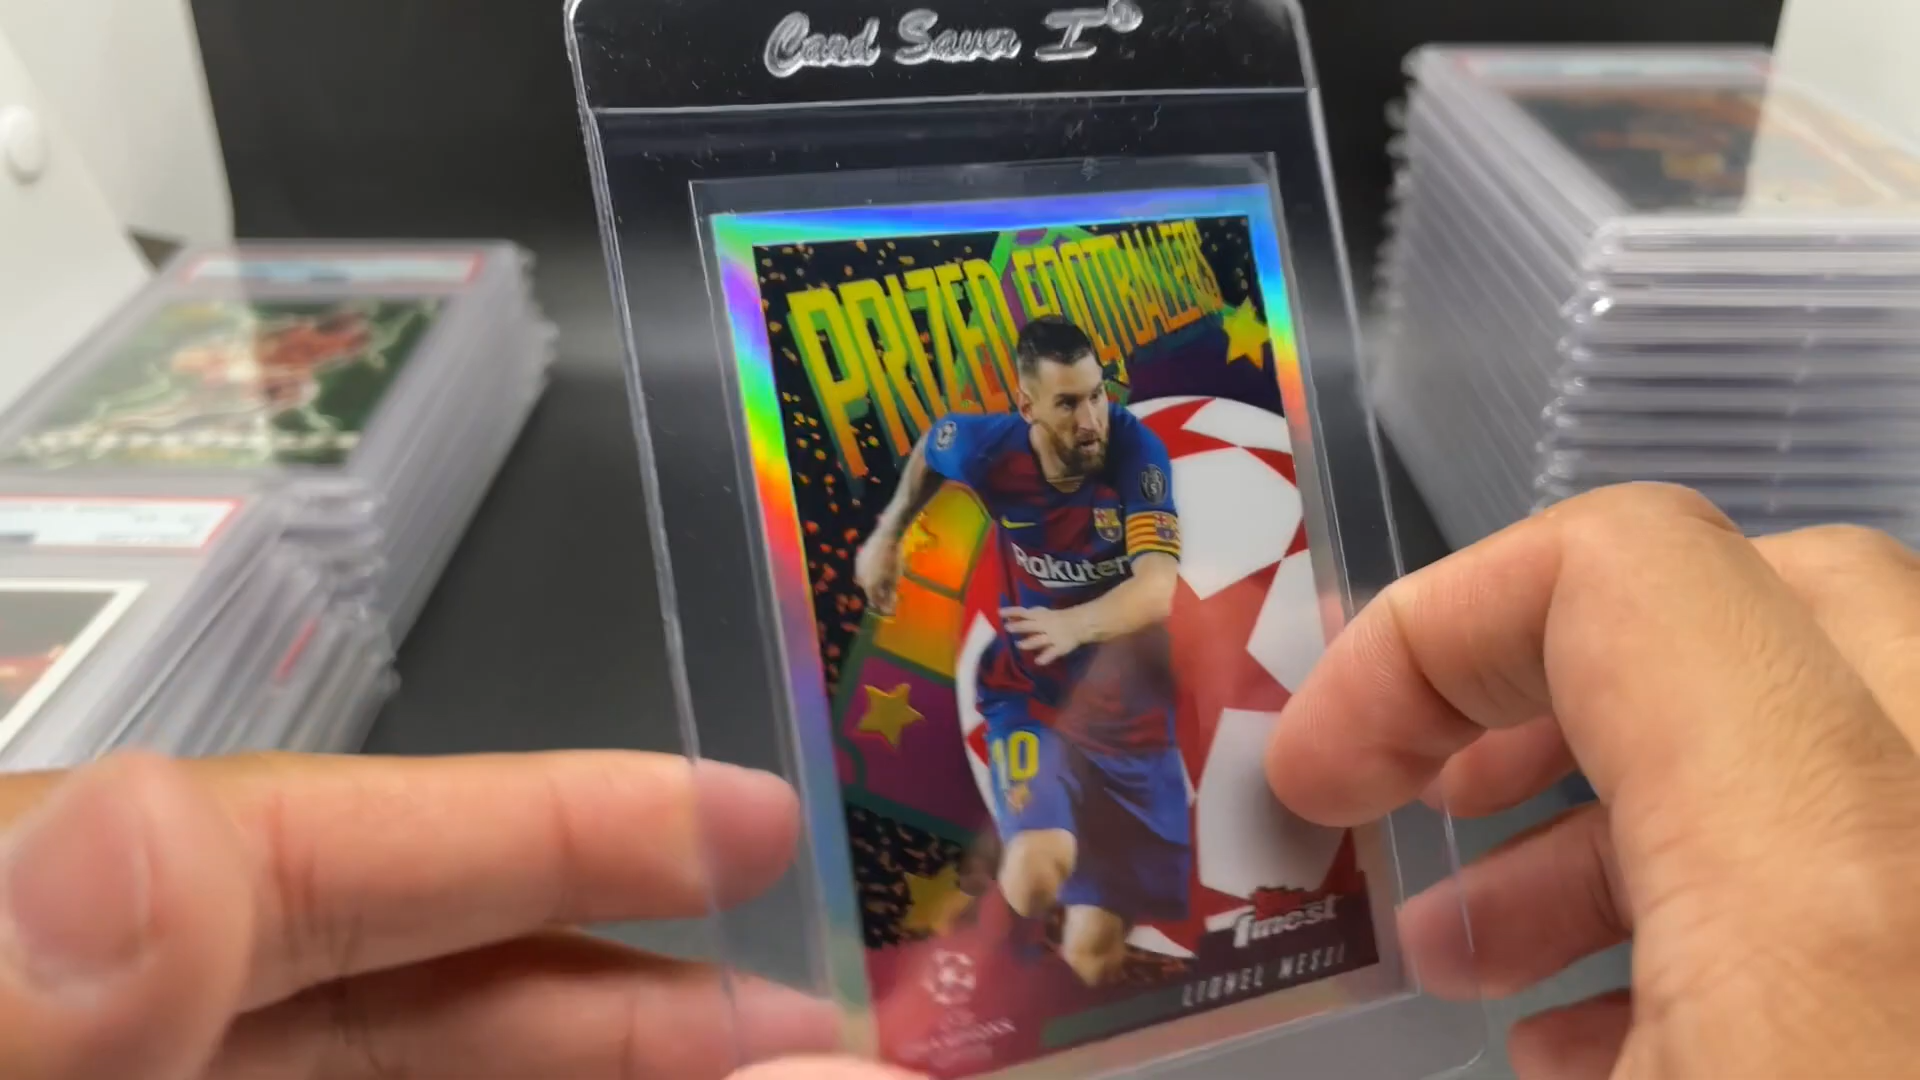 Card Saver I®
PRIZED FOOTBALLERS
Rakuten
10
finest
LIONEL MESSI